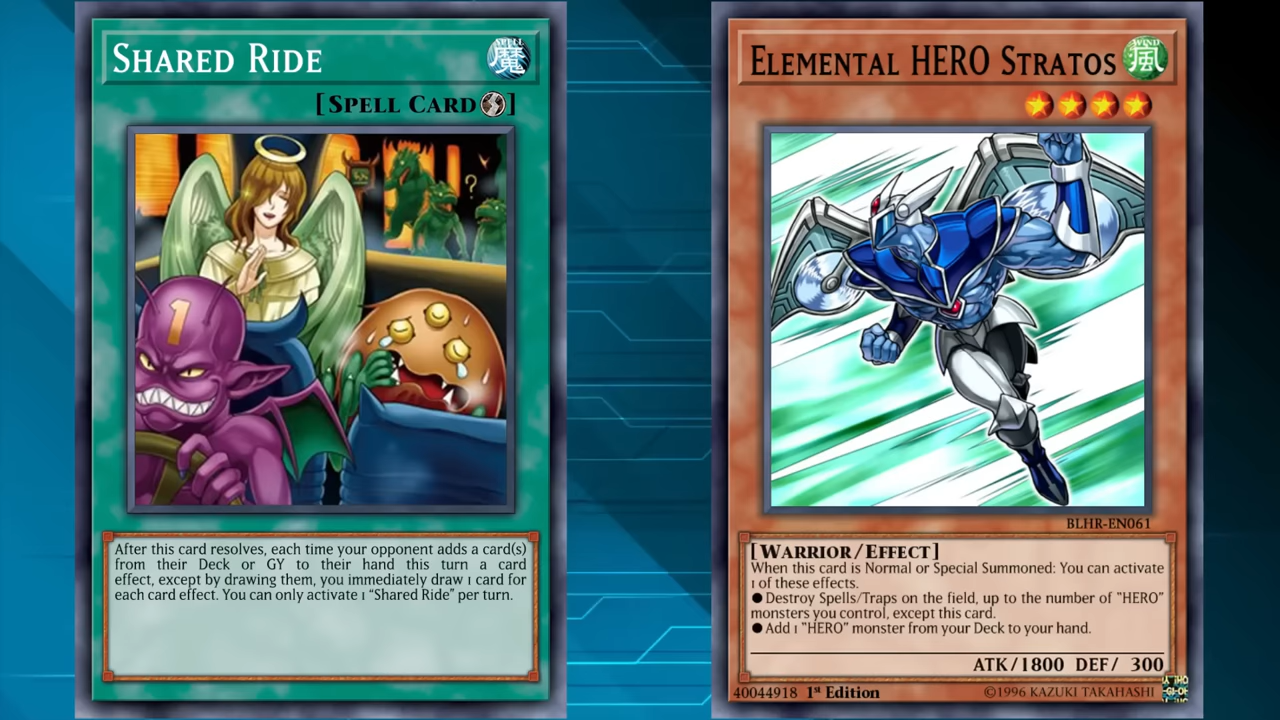 SHARED RIDE
SPELL
魔
[SPELL CARD]
1
?
After this card resolves, each time your opponent adds a card(s)
from their Deck or GY to their hand this turn a card
effect, except by drawing them, you immediately draw 1 card for
each card effect. You can only activate 1 “Shared Ride” per turn.
ELEMENTAL HERO STRATOS
WIND
風
BLHR-EN061
[WARRIOR/EFFECT]
When this card is Normal or Special Summoned: You can activate
1 of these effects.
●Destroy Spells/Traps on the field, up to the number of "HERO"
monsters you control, except this card.
●Add 1 "HERO" monster from your Deck to your hand.
ATK/1800 DEF/ 300
40044918 1st Edition
©1996 KAZUKI TAKAHASHI